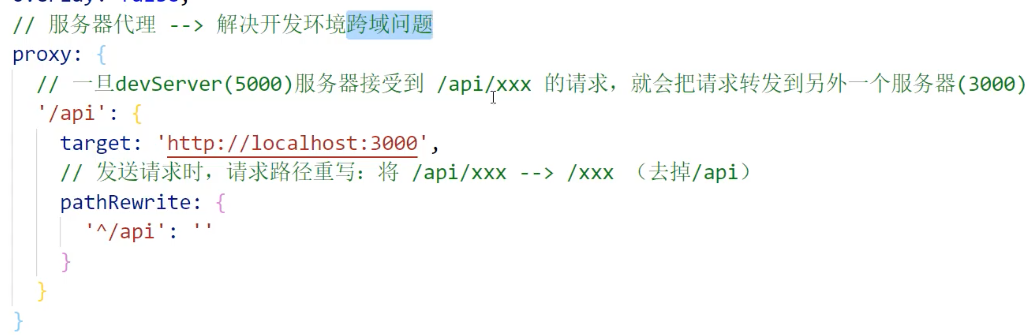 overlay: false,
// 服务器代理 --> 解决开发环境跨域问题
proxy: {
// 一旦devServer(5000)服务器接受到 /api/xxx 的请求，就会把请求转发到另外一个服务器(3000)
'/api': {
target: 'http://localhost:3000',
// 发送请求时，请求路径重写：将 /api/xxx --> /xxx （去掉/api）
pathRewrite: {
'^/api': ''
}
}
}